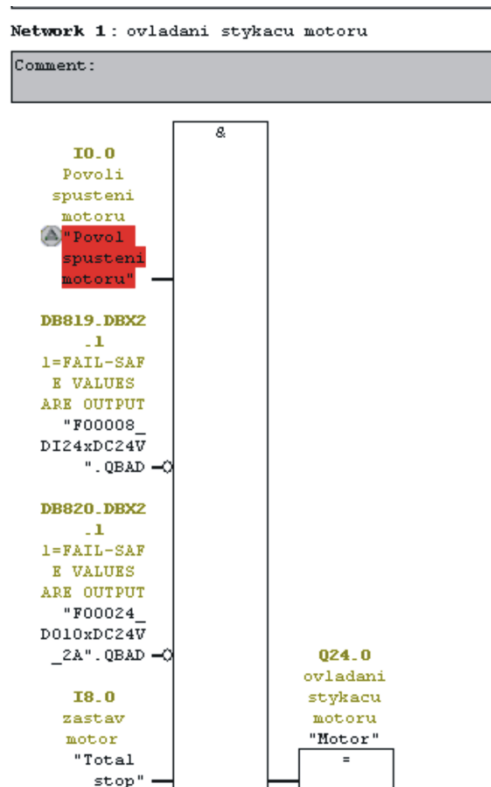 Network 1: ovladani stykacu motoru
Comment:
&
I0.0
Povoli
spusteni
motoru
"Povol
spusteni
motoru"
DB819.DBX2
.1
1=FAIL-SAF
E VALUES
ARE OUTPUT
"F00008_
DI24xDC24V
".QBAD
DB820.DBX2
.1
1=FAIL-SAF
E VALUES
ARE OUTPUT
"F00024_
DO10xDC24V
_2A".QBAD
I8.0
zastav
motor
"Total
stop"
Q24.0
ovladani
stykacu
motoru
"Motor"
=